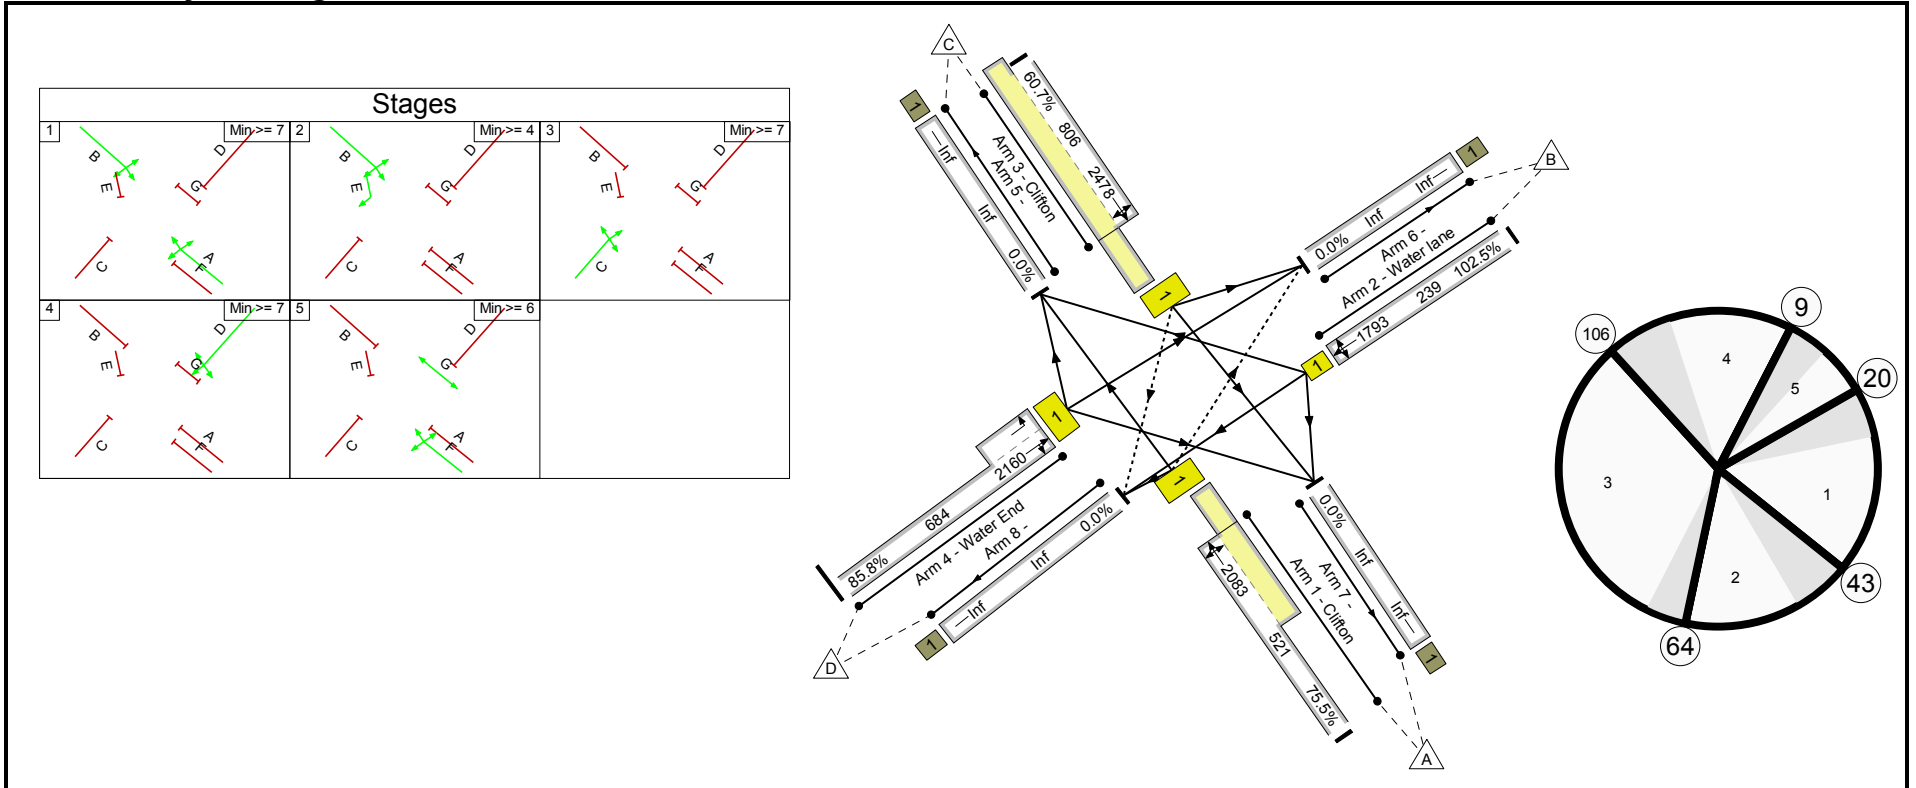 Stages
1
Min >= 7
B
D
E
G
C
A
F
2
Min >= 4
B
D
E
G
C
A
F
3
Min >= 7
B
D
E
G
C
A
F
4
Min >= 7
B
D
E
G
C
A
F
5
Min >= 6
B
D
E
G
C
A
F
C
1
Inf
Inf
0.0%
Arm 5 -
Arm 3 - Clifton
60.7%
806
2478
1
B
1
Inf
Inf
0.0%
Arm 6 -
Arm 2 - Water lane
1793
239
102.5%
1
1
2160
684
85.8%
Arm 4 - Water End
Arm 8 -
0.0%
Inf
Inf
1
D
1
2083
521
75.5%
Arm 1 - Clifton
Arm 7 -
0.0%
Inf
Inf
1
A
106
9
20
43
64
4
5
1
2
3